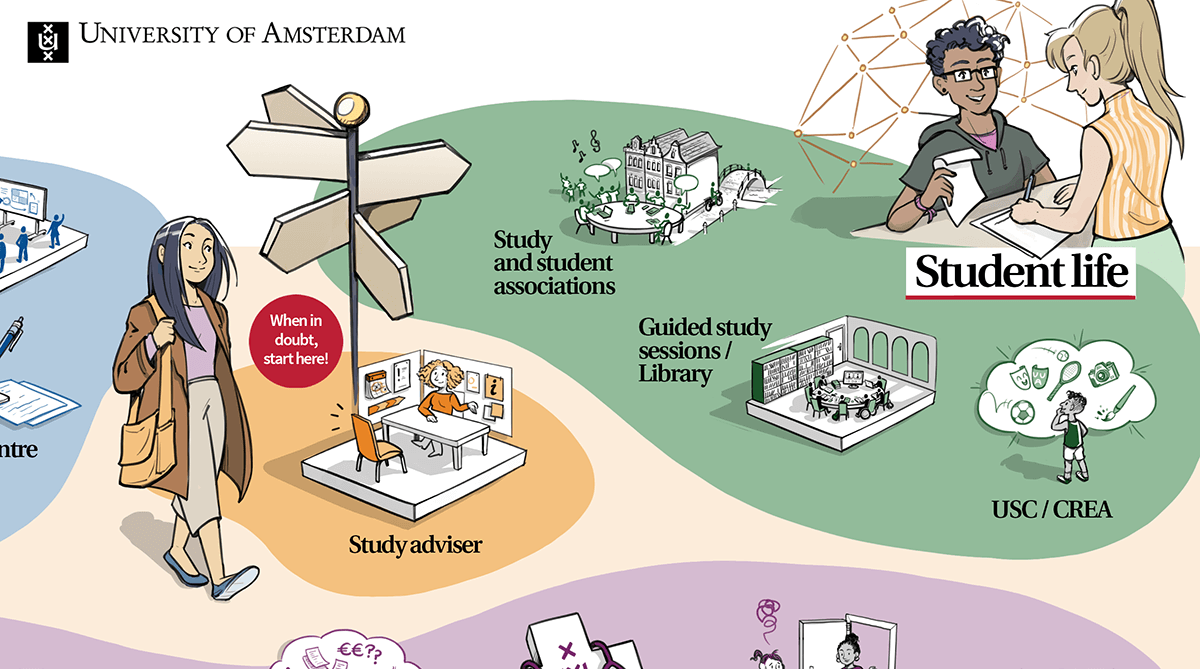 UNIVERSITY OF AMSTERDAM
Study
and student
associations
Student life
When in
doubt,
start here!
Guided study
sessions /
Library
ntre
USC / CREA
Study adviser
€€??